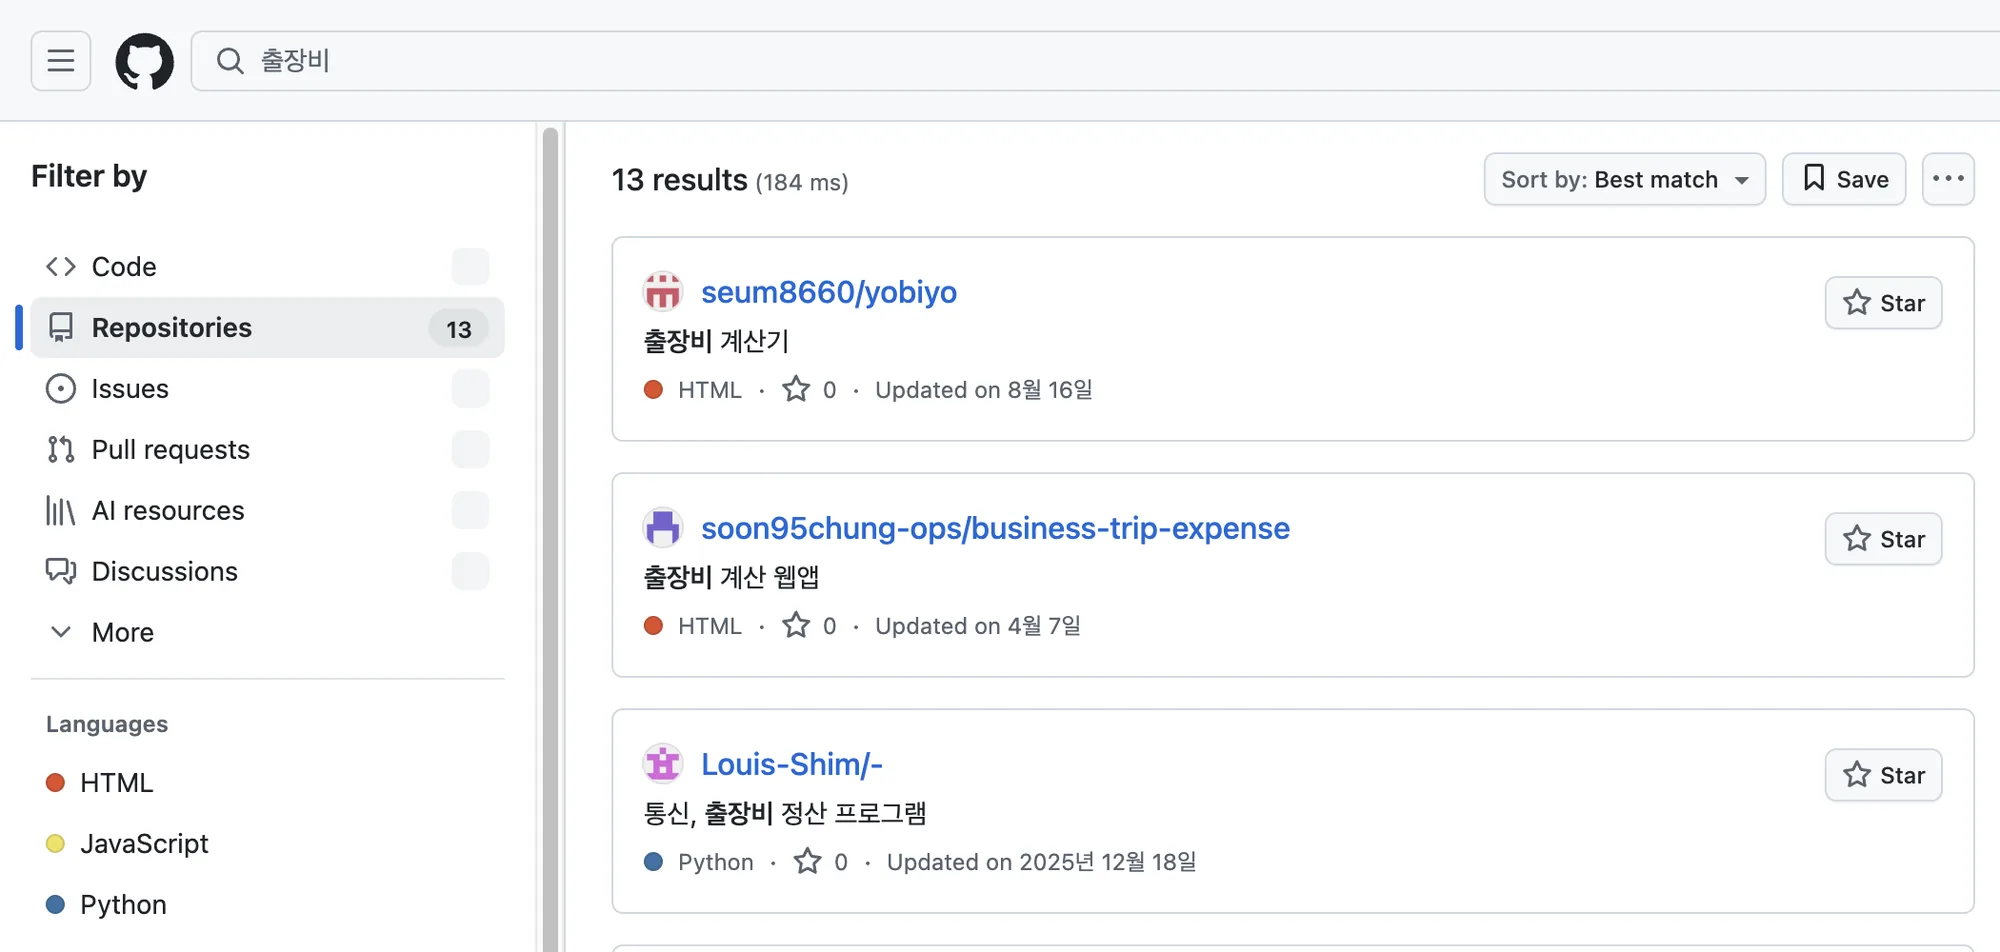 출장비
Filter by
Code
Repositories 13
Issues
Pull requests
AI resources
Discussions
More
Languages
HTML
JavaScript
Python
13 results (184 ms)
Sort by: Best match
Save
seum8660/yobiyo
Star
출장비 계산기
HTML · 0 · Updated on 8월 16일
soon95chung-ops/business-trip-expense
Star
출장비 계산 웹앱
HTML · 0 · Updated on 4월 7일
Louis-Shim/-
Star
통신, 출장비 정산 프로그램
Python · 0 · Updated on 2025년 12월 18일